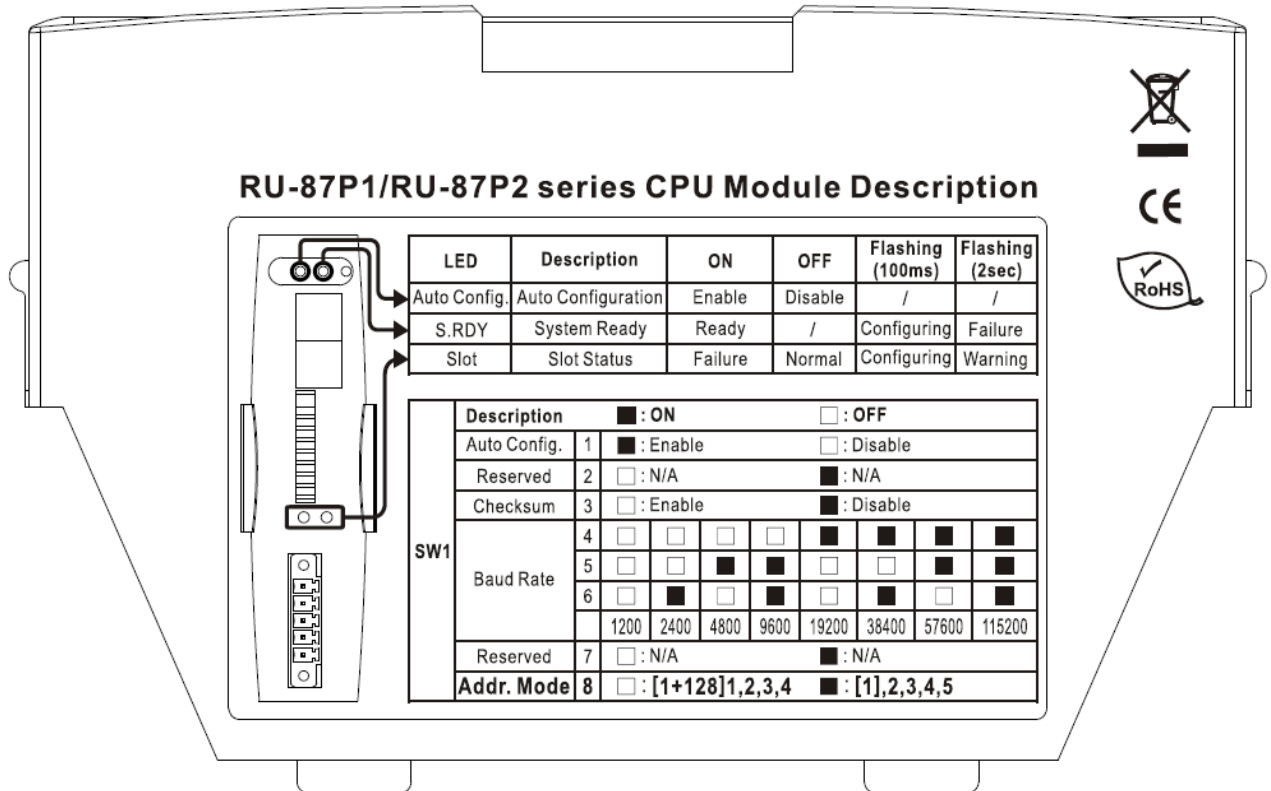 RU-87P1/RU-87P2 series CPU Module Description
CE
RoHS
LED Description ON OFF Flashing (100ms) Flashing (2sec)
Auto Config. Auto Configuration Enable Disable / /
S.RDY System Ready Ready / Configuring Failure
Slot Slot Status Failure Normal Configuring Warning
SW1
Description ■ : ON □ : OFF
Auto Config. 1 ■ : Enable □ : Disable
Reserved 2 □ : N/A ■ : N/A
Checksum 3 □ : Enable ■ : Disable
Baud Rate
4 □ □ □ □ ■ ■ ■ ■
5 □ □ ■ ■ □ □ ■ ■
6 □ ■ □ ■ □ ■ □ ■
1200 2400 4800 9600 19200 38400 57600 115200
Reserved 7 □ : N/A ■ : N/A
Addr. Mode 8 □ : [1+128]1,2,3,4 ■ : [1],2,3,4,5